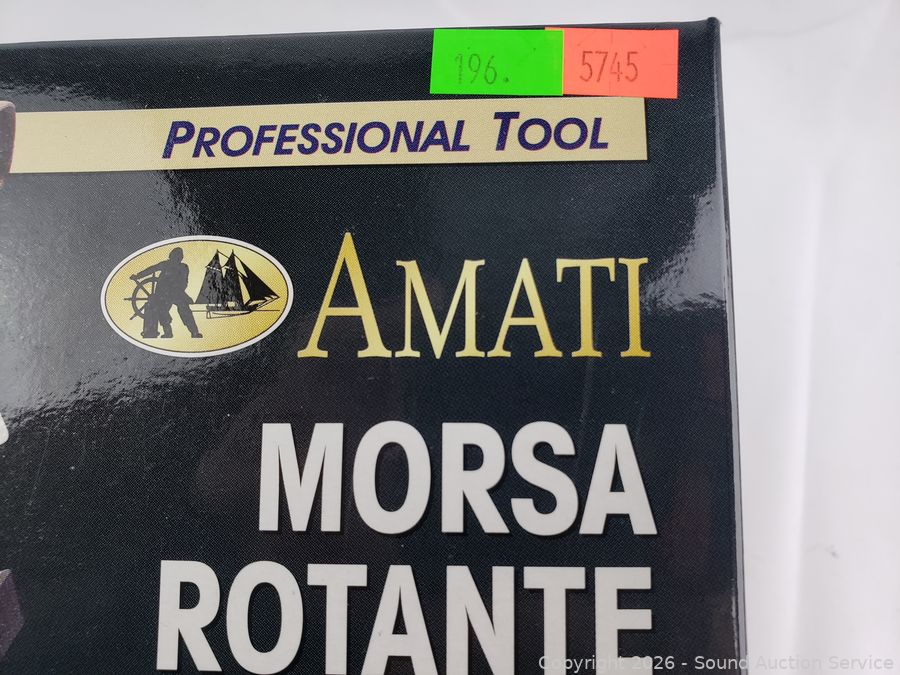 196. 5745
PROFESSIONAL TOOL
AMATI
MORSA
ROTANTE
Copyright 2026 - Sound Auction Service